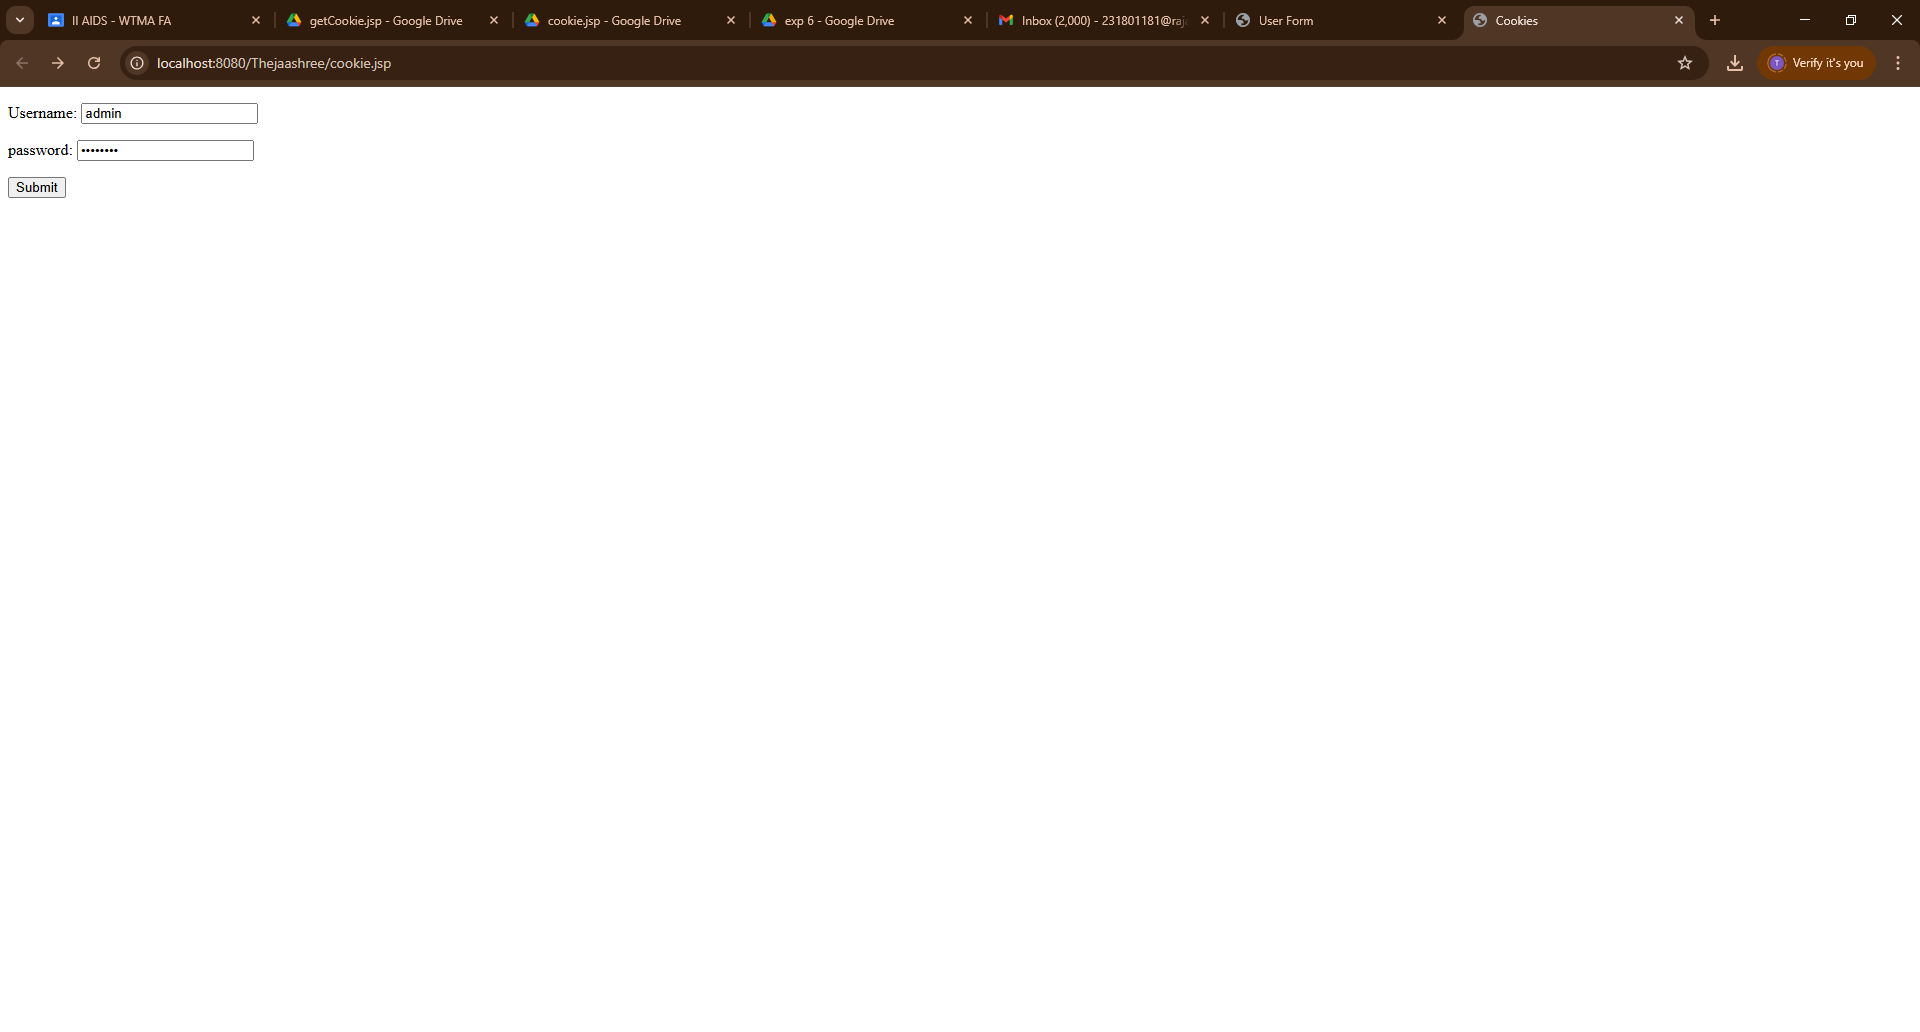 II AIDS - WTMA FA
getCookie.jsp - Google Drive
cookie.jsp - Google Drive
exp 6 - Google Drive
Inbox (2,000) - 231801181@raj
User Form
Cookies
localhost:8080/Thejaashree/cookie.jsp
T
Verify it's you
Username: admin
password: ••••••••
Submit